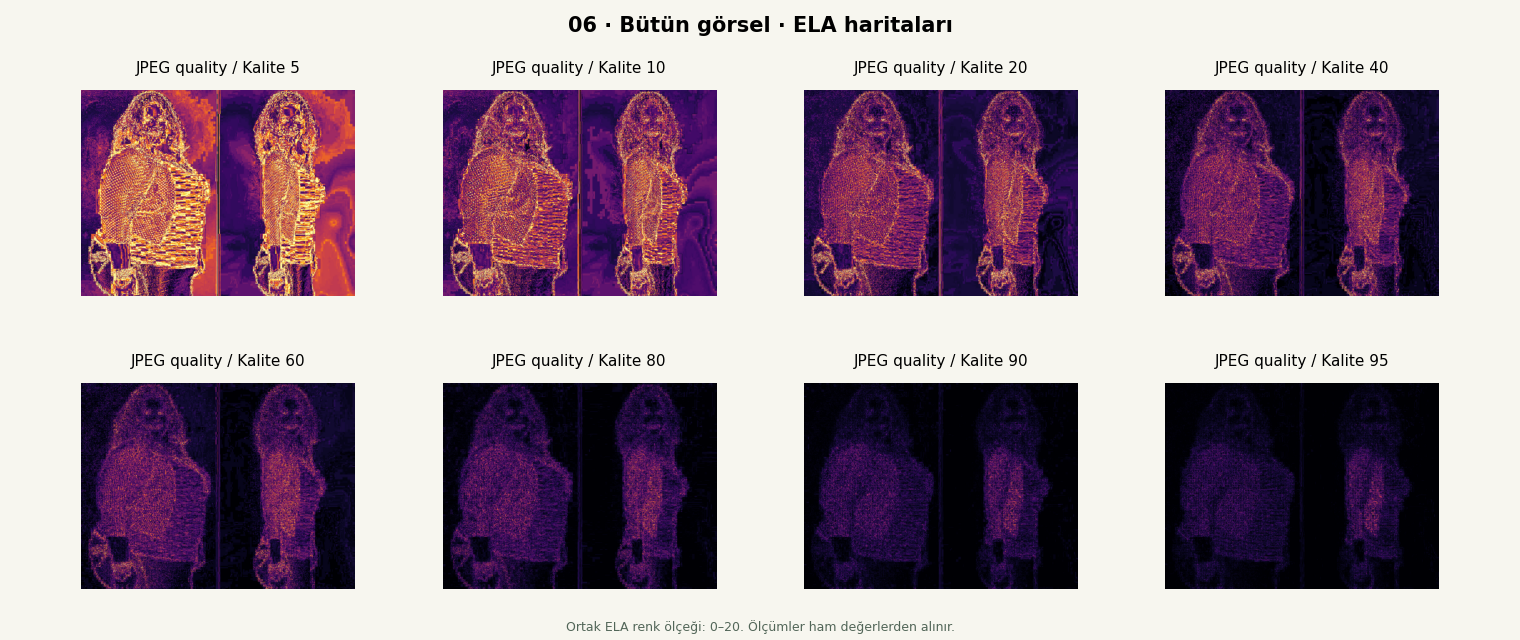 06 · Bütün görsel · ELA haritaları
JPEG quality / Kalite 5
JPEG quality / Kalite 10
JPEG quality / Kalite 20
JPEG quality / Kalite 40
JPEG quality / Kalite 60
JPEG quality / Kalite 80
JPEG quality / Kalite 90
JPEG quality / Kalite 95
Ortak ELA renk ölçeği: 0–20. Ölçümler ham değerlerden alınır.